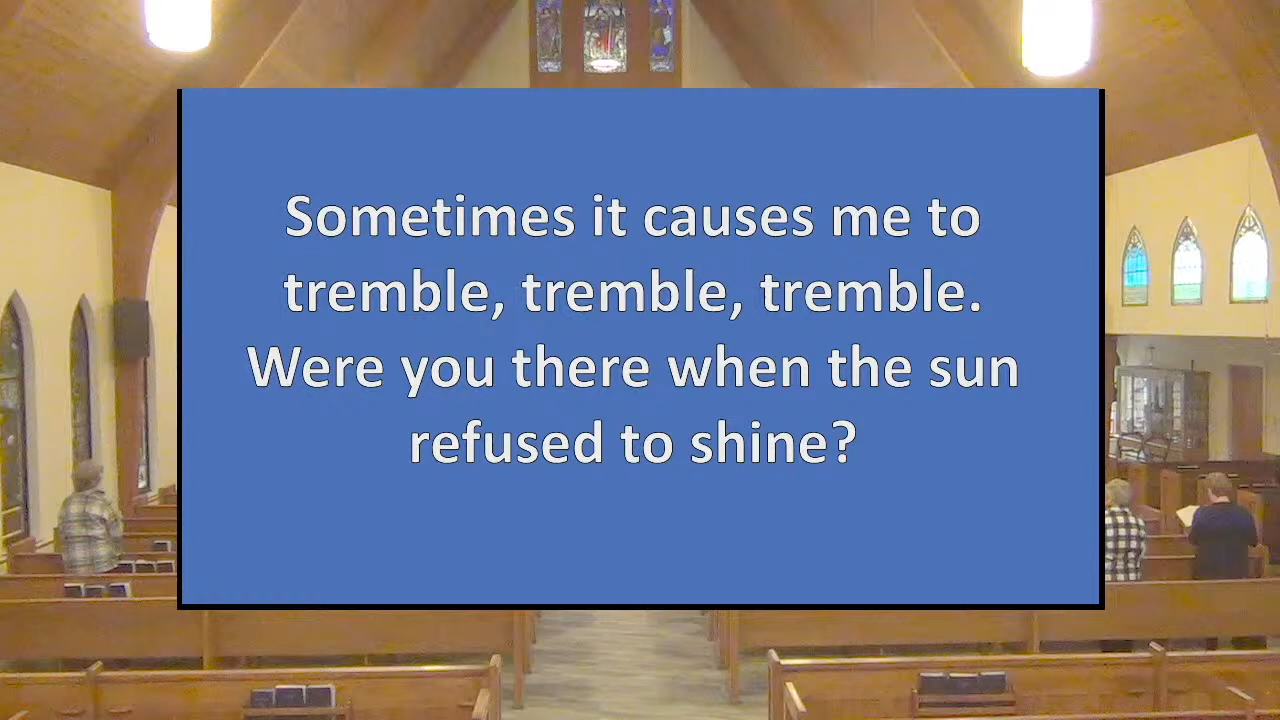 Sometimes it causes me to
tremble, tremble, tremble.
Were you there when the sun
refused to shine?